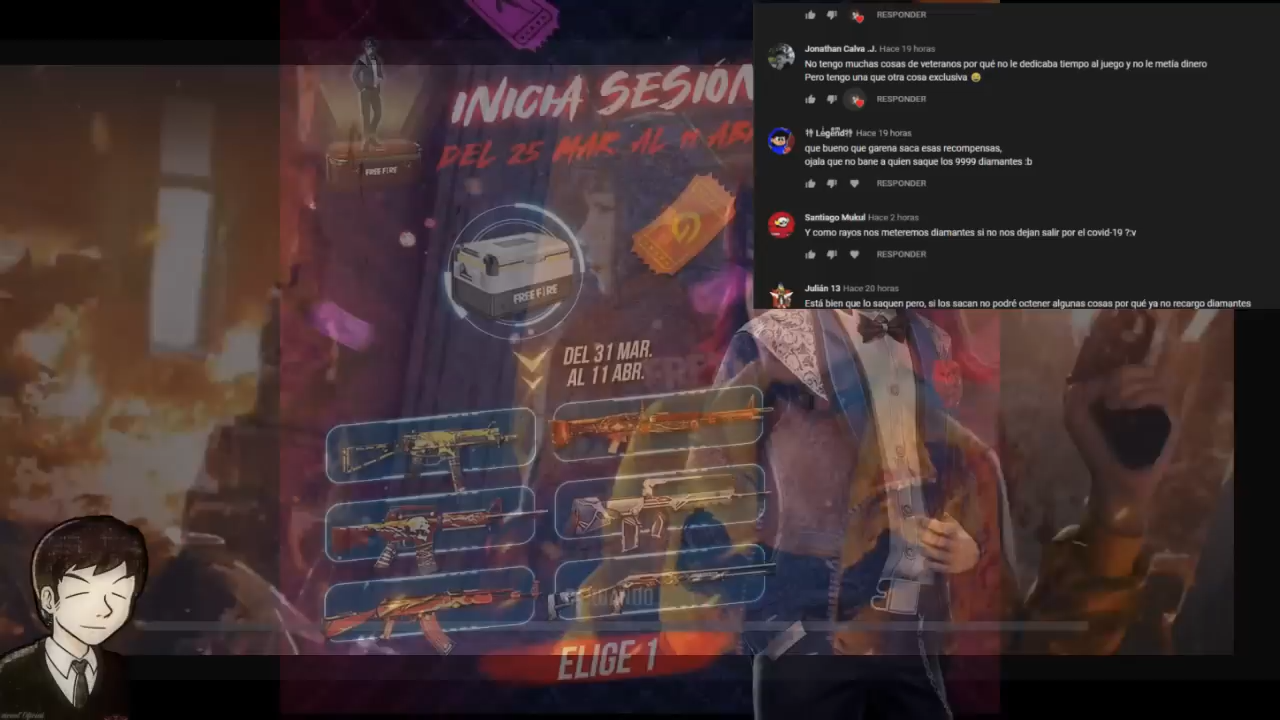 RESPONDER
Jonathan Calva .J. Hace 19 horas
No tengo muchas cosas de veteranos por qué no le dedicaba tiempo al juego y no le metía dinero
Pero tengo una que otra cosa exclusiva 😅
RESPONDER
Hace 19 horas
que bueno que garena saca esas recompensas,
ojala que no bane a quien saque los 9999 diamantes :b
RESPONDER
Santiago Mukul Hace 2 horas
Y como rayos nos meteremos diamantes si no nos dejan salir por el covid-19 ?:v
RESPONDER
Julián 13 Hace 20 horas
Está bien que lo saquen pero, si los sacan no podré octener algunas cosas por qué ya no recargo diamantes
INICIA SESIÓN
DEL 25 MAR AL 11 AB
FREE FIRE
FREE FIRE
DEL 31 MAR.
AL 11 ABR.
ELIGE 1